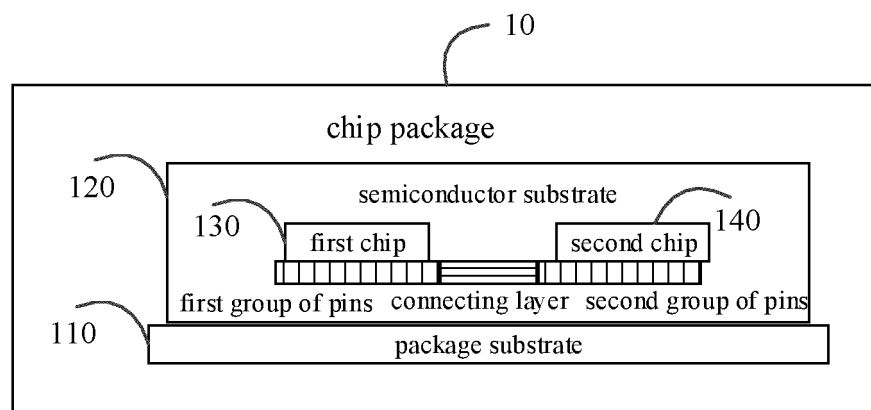 10
chip package
120
semiconductor substrate
130
140
first chip
second chip
first group of pins
connecting layer
second group of pins
110
package substrate